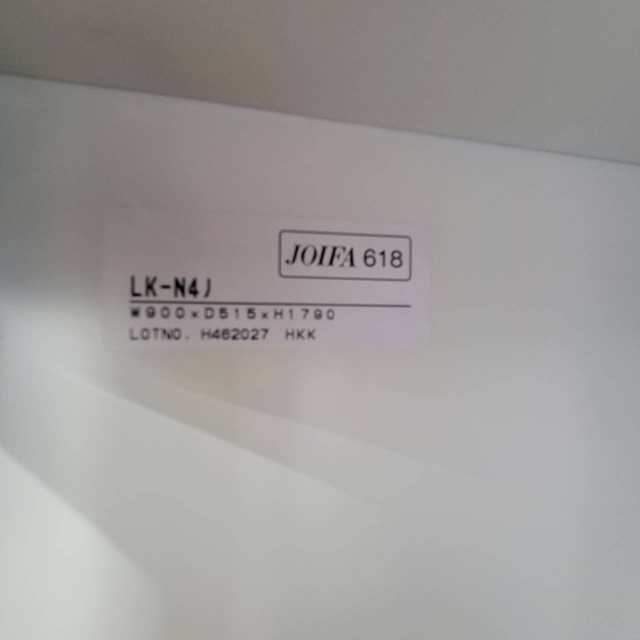 JOIFA 618
LK-N4J
W900×D515×H1790
LOTNO. H462027 HKK